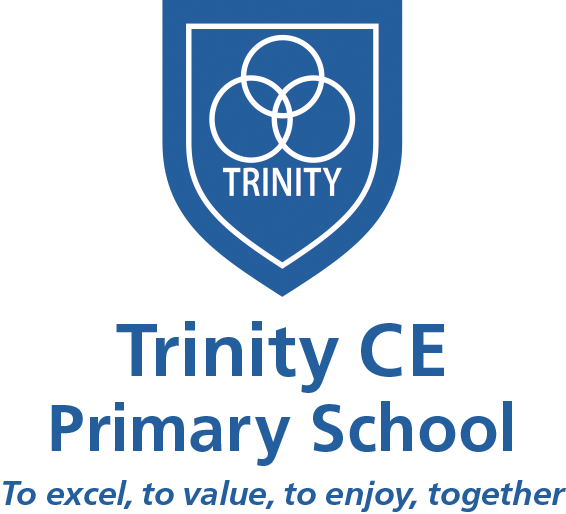 TRINITY
Trinity CE
Primary School
To excel, to value, to enjoy, together